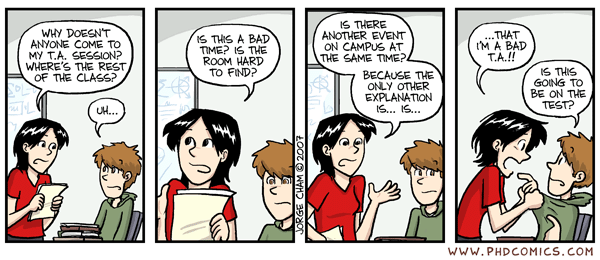 WHY DOESN'T
ANYONE COME TO
MY T.A. SESSION?
WHERE'S THE REST
OF THE CLASS?
UH...
IS THIS A BAD
TIME? IS THE
ROOM HARD
TO FIND?
JORGE CHAM © 2007
IS THERE
ANOTHER EVENT
ON CAMPUS AT
THE SAME TIME?
BECAUSE THE
ONLY OTHER
EXPLANATION
IS... IS...
...THAT
I'M A BAD
T.A.!!
IS THIS
GOING TO
BE ON THE
TEST?
WWW.PHDCOMICS.COM